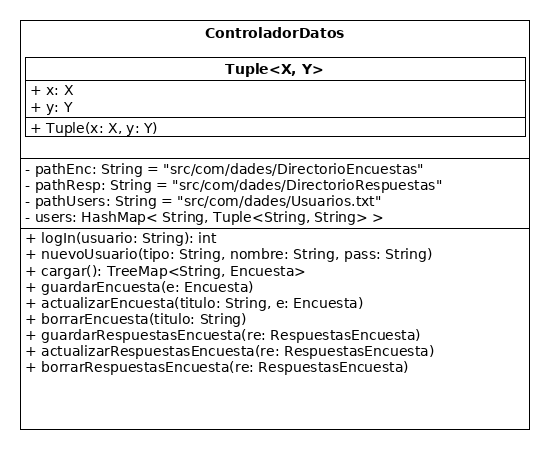 ControladorDatos
Tuple<X, Y>
+ x: X
+ y: Y
+ Tuple(x: X, y: Y)
- pathEnc: String = "src/com/dades/DirectorioEncuestas"
- pathResp: String = "src/com/dades/DirectorioRespuestas"
- pathUsers: String = "src/com/dades/Usuarios.txt"
- users: HashMap< String, Tuple<String, String> >
+ logIn(usuario: String): int
+ nuevoUsuario(tipo: String, nombre: String, pass: String)
+ cargar(): TreeMap<String, Encuesta>
+ guardarEncuesta(e: Encuesta)
+ actualizarEncuesta(titulo: String, e: Encuesta)
+ borrarEncuesta(titulo: String)
+ guardarRespuestasEncuesta(re: RespuestasEncuesta)
+ actualizarRespuestasEncuesta(re: RespuestasEncuesta)
+ borrarRespuestasEncuesta(re: RespuestasEncuesta)